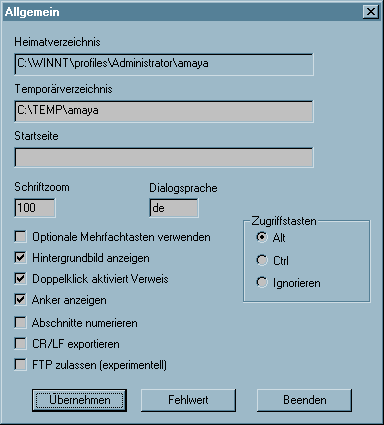 Allgemein
Heimatverzeichnis
C:\WINNT\profiles\Administrator\amaya
Temporärverzeichnis
C:\TEMP\amaya
Startseite
Schriftzoom Dialogsprache
100 de
Zugriffstasten
Optionale Mehrfachtasten verwenden
Alt
Hintergrundbild anzeigen
Ctrl
Doppelklick aktiviert Verweis
Ignorieren
Anker anzeigen
Abschnitte numerieren
CR/LF exportieren
FTP zulassen (experimentell)
Übernehmen Fehlwert Beenden